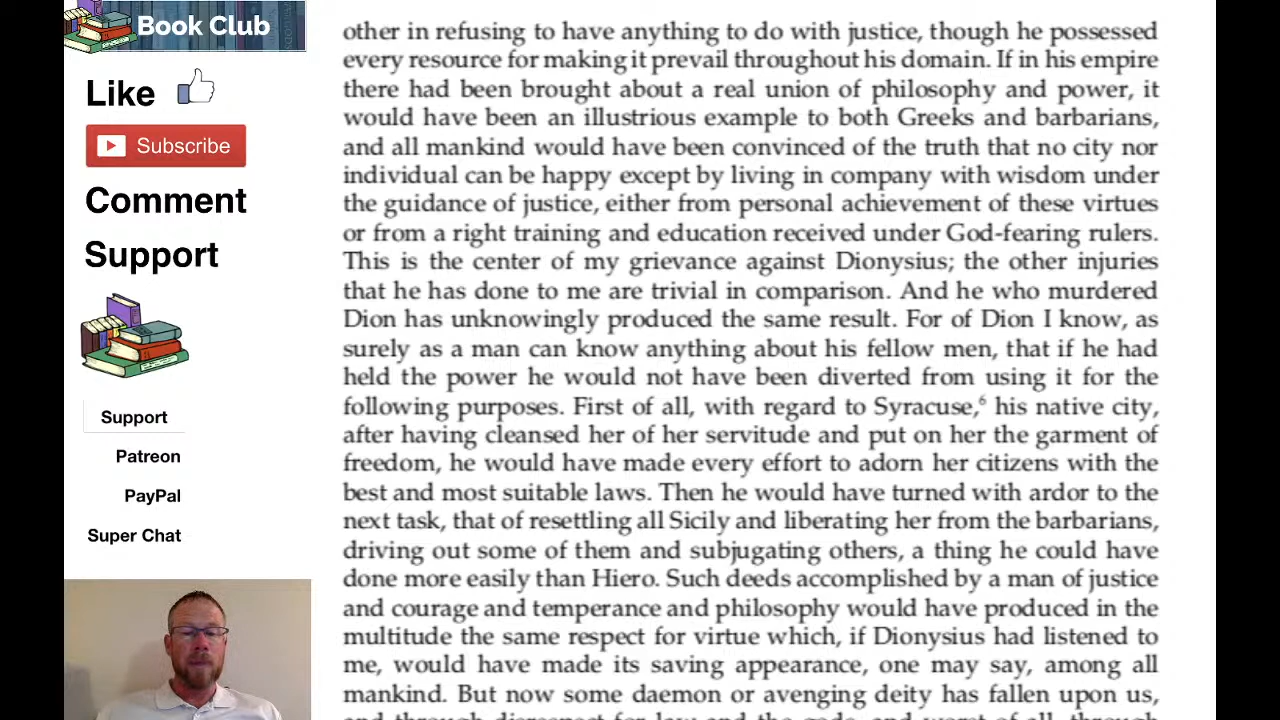 Book Club
Like
Subscribe
Comment
Support
Support
Patreon
PayPal
Super Chat
other in refusing to have anything to do with justice, though he possessed
every resource for making it prevail throughout his domain. If in his empire
there had been brought about a real union of philosophy and power, it
would have been an illustrious example to both Greeks and barbarians,
and all mankind would have been convinced of the truth that no city nor
individual can be happy except by living in company with wisdom under
the guidance of justice, either from personal achievement of these virtues
or from a right training and education received under God-fearing rulers.
This is the center of my grievance against Dionysius; the other injuries
that he has done to me are trivial in comparison. And he who murdered
Dion has unknowingly produced the same result. For of Dion I know, as
surely as a man can know anything about his fellow men, that if he had
held the power he would not have been diverted from using it for the
following purposes. First of all, with regard to Syracuse,⁶ his native city,
after having cleansed her of her servitude and put on her the garment of
freedom, he would have made every effort to adorn her citizens with the
best and most suitable laws. Then he would have turned with ardor to the
next task, that of resettling all Sicily and liberating her from the barbarians,
driving out some of them and subjugating others, a thing he could have
done more easily than Hiero. Such deeds accomplished by a man of justice
and courage and temperance and philosophy would have produced in the
multitude the same respect for virtue which, if Dionysius had listened to
me, would have made its saving appearance, one may say, among all
mankind. But now some daemon or avenging deity has fallen upon us,
and through disrespect for law and the gods, and worst of all, through